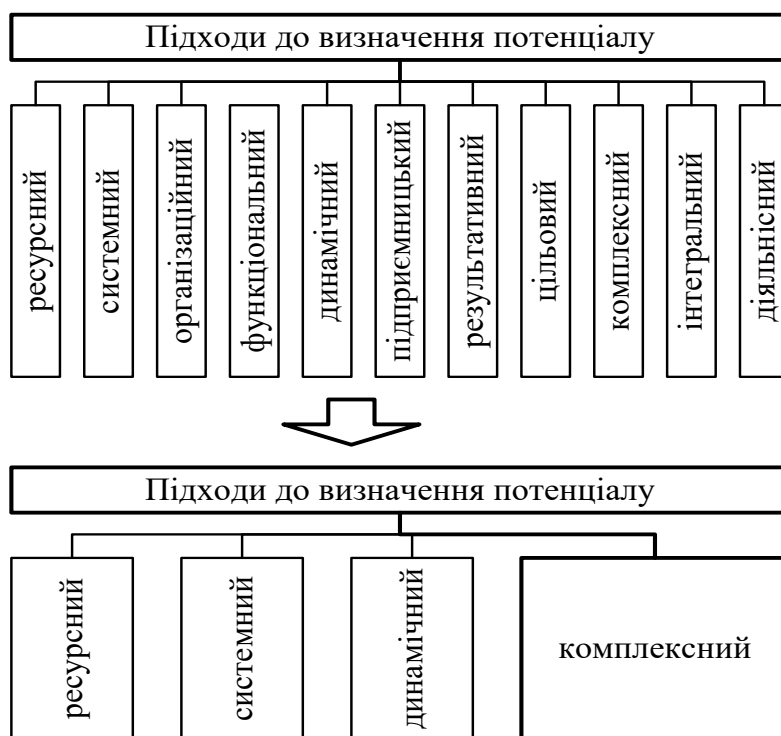 Підходи до визначення потенціалу
ресурсний
системний
організаційний
функціональний
динамічний
підприємницький
результативний
цільовий
комплексний
інтегральний
діяльнісний
Підходи до визначення потенціалу
ресурсний
системний
динамічний
комплексний